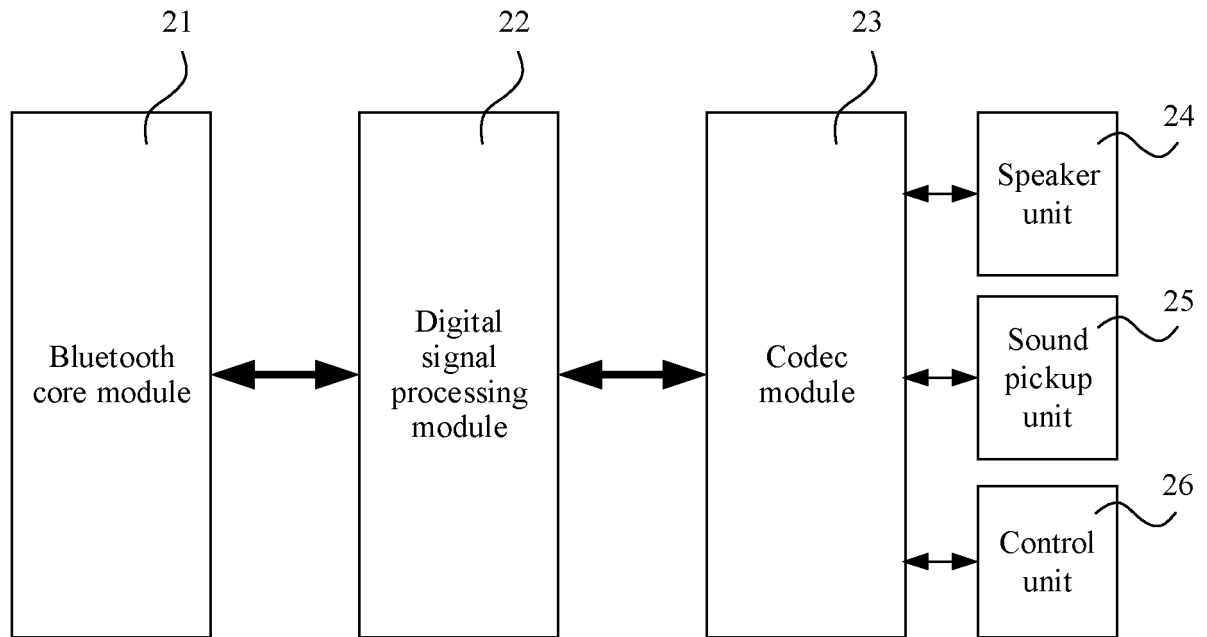 21
22
23
24
Speaker
unit
25
Sound
pickup
unit
26
Control
unit
Bluetooth
core module
Digital
signal
processing
module
Codec
module